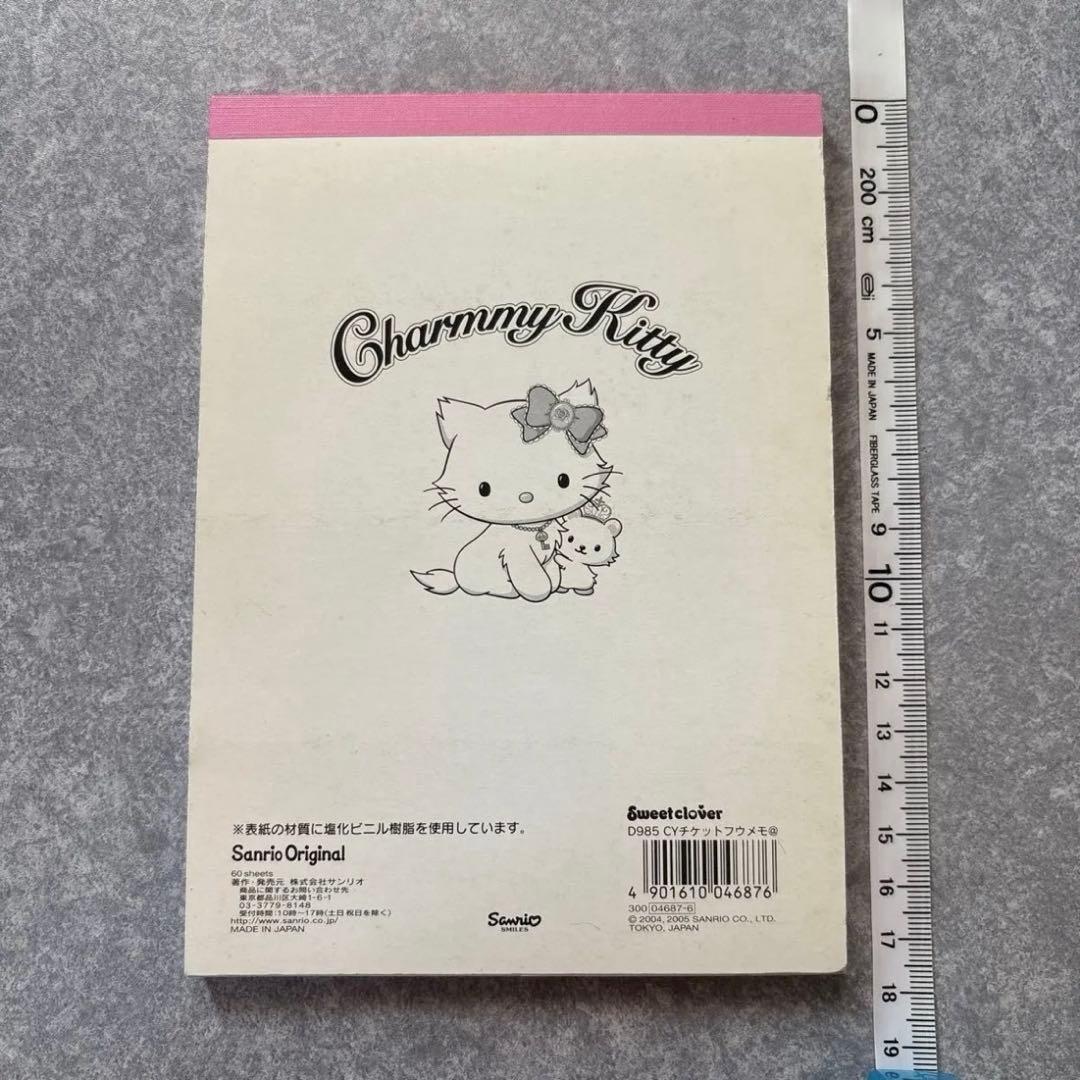 Charmmy Kitty
※表紙の材質に塩化ビニル樹脂を使用しています。
Sanrio Original
60 sheets
著作・発売元 株式会社サンリオ
商品に関するお問い合わせ先
東京都品川区大崎1-6-1
03-3779-8148
受付時間:10時〜17時(土日祝日を除く)
http://www.sanrio.co.jp/
MADE IN JAPAN
Sanrio
SMILES
Sweetclover
D985 CYチケットフウメモ@
4 901610 046876
300 04687-6
© 2004, 2005 SANRIO CO., LTD.
TOKYO, JAPAN
0
200 cm
5
MADE IN JAPAN
FIBERGLASS TAPE
9
10
11
12
13
14
15
16
17
18
19